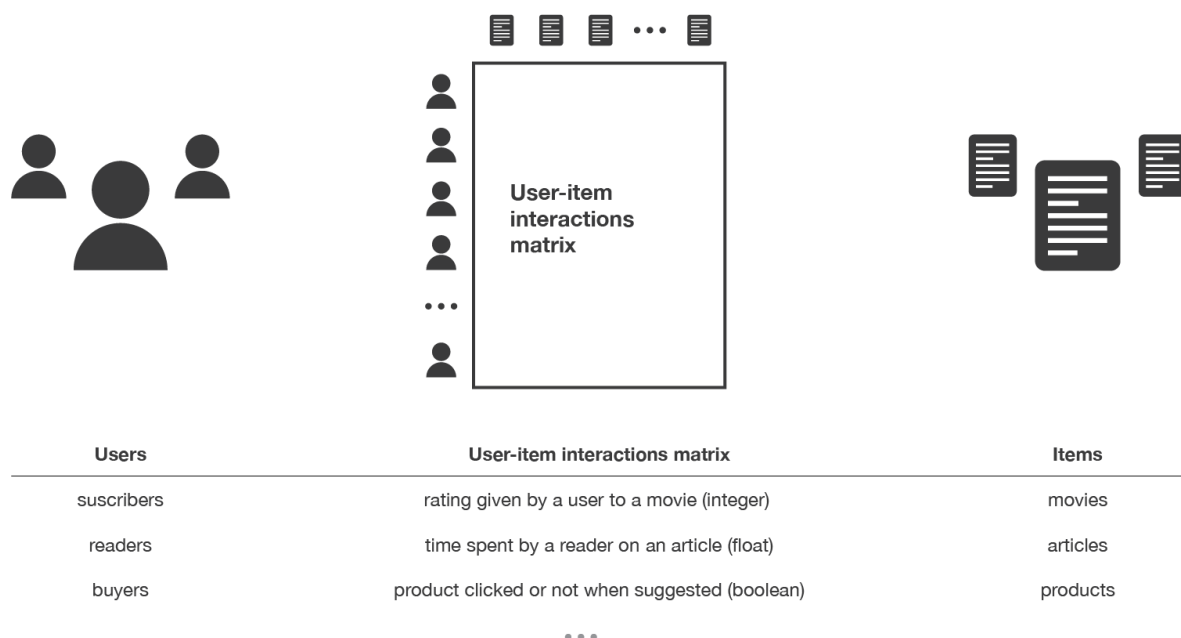 User-item
interactions
matrix
Users User-item interactions matrix Items
suscribers rating given by a user to a movie (integer) movies
readers time spent by a reader on an article (float) articles
buyers product clicked or not when suggested (boolean) products